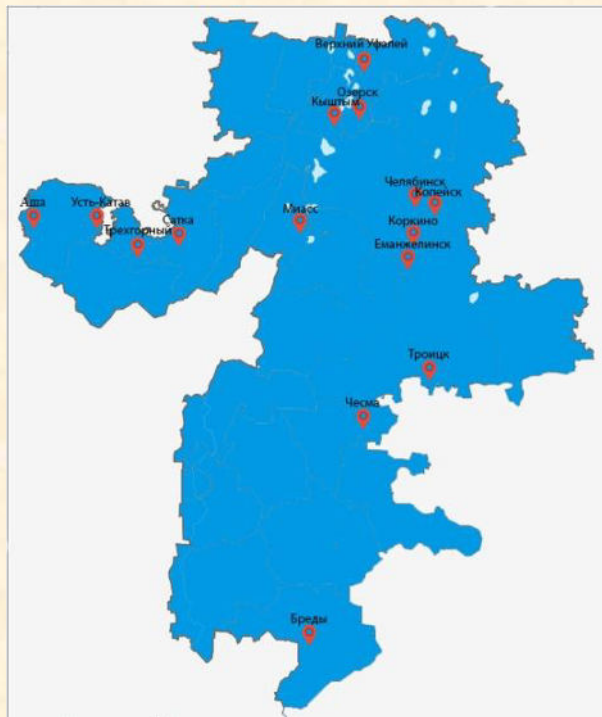 Верхний Уфалей
Озерск
Кыштым
Челябинск
Копейск
Аша
Усть-Катав
Миасс
Сатка
Трехгорный
Коркино
Еманжелинск
Троицк
Чесма
Бреды